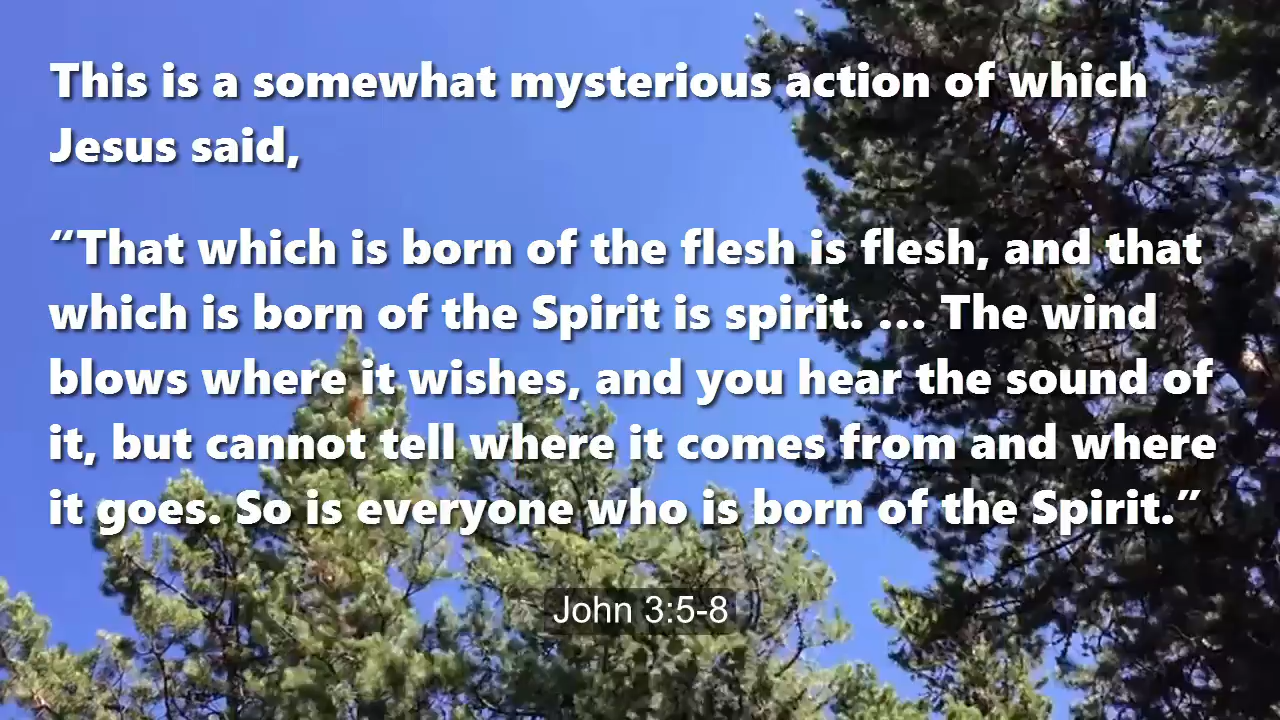 This is a somewhat mysterious action of which
Jesus said,
“That which is born of the flesh is flesh, and that
which is born of the Spirit is spirit. … The wind
blows where it wishes, and you hear the sound of
it, but cannot tell where it comes from and where
it goes. So is everyone who is born of the Spirit.”
John 3:5-8